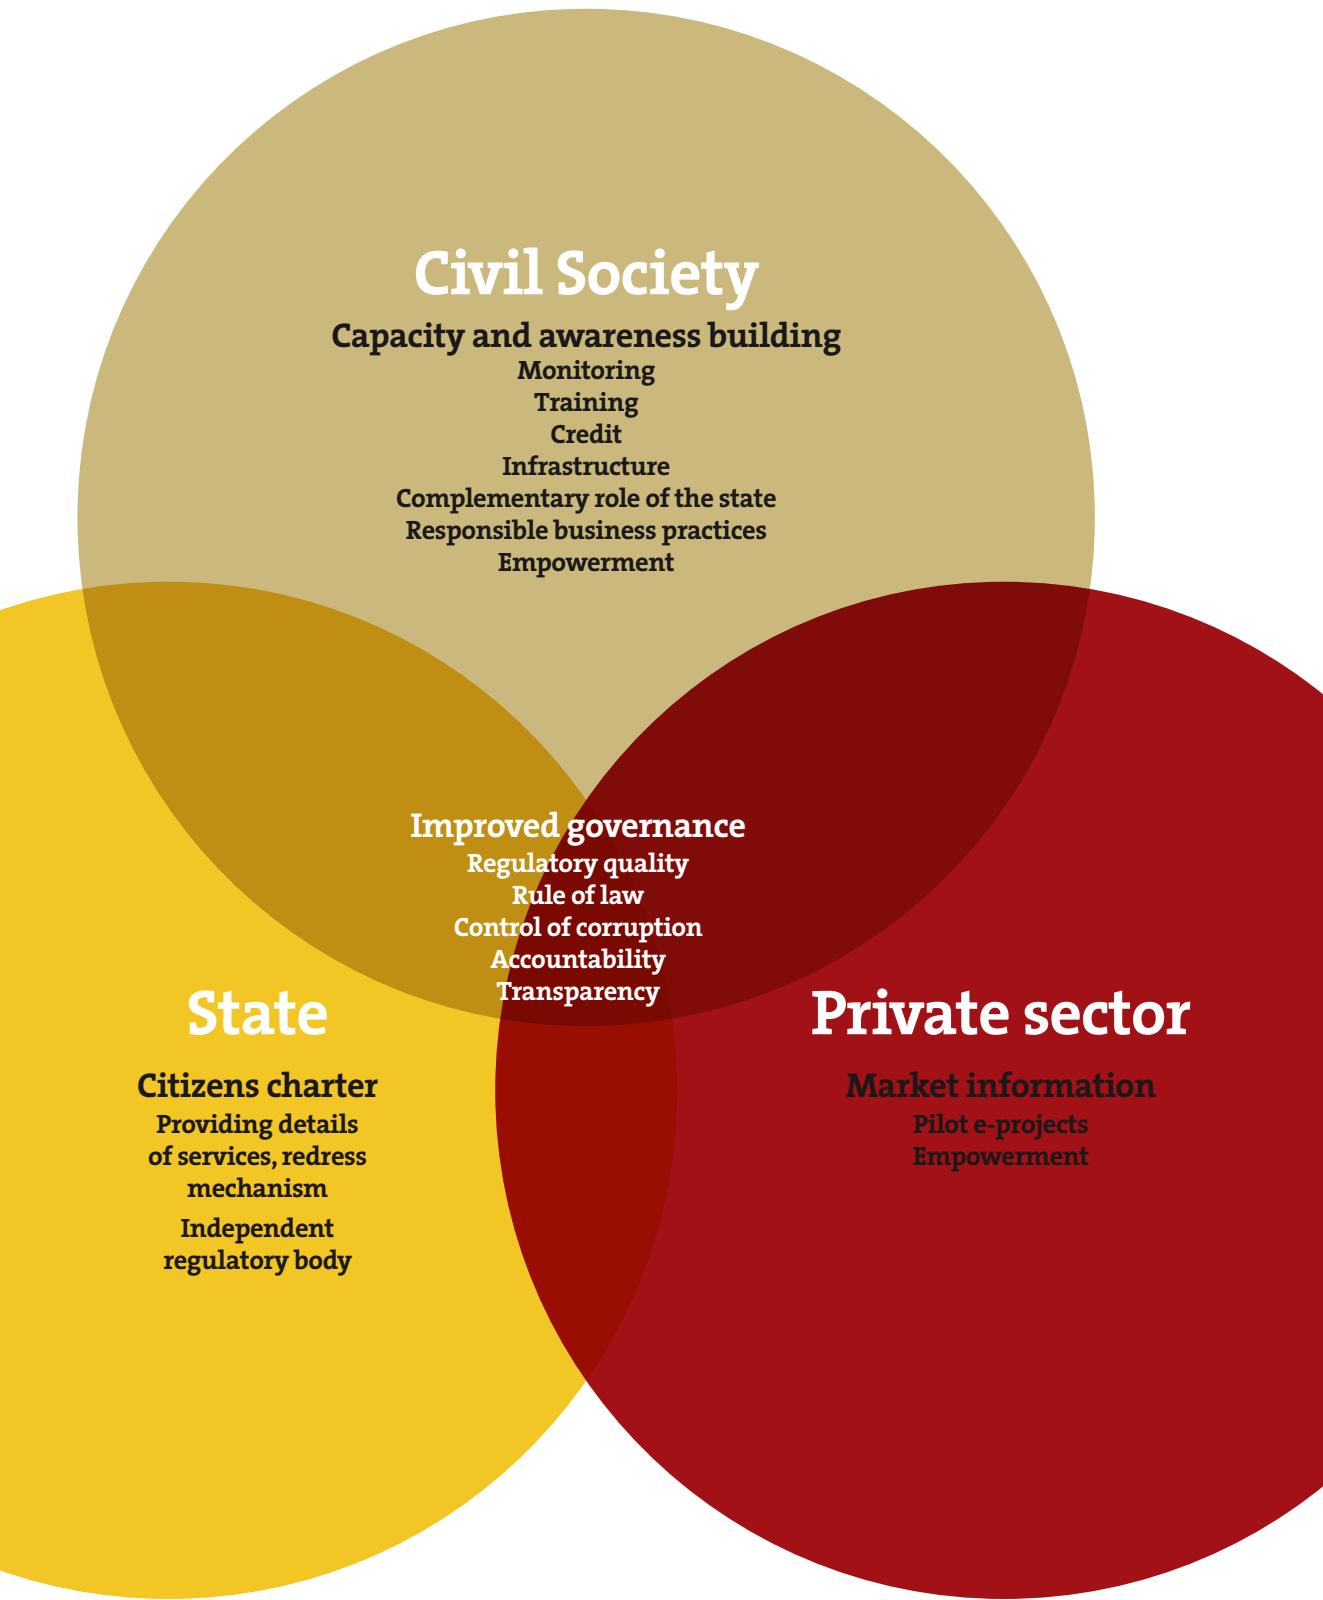 Civil Society
Capacity and awareness building
Monitoring
Training
Credit
Infrastructure
Complementary role of the state
Responsible business practices
Empowerment
Improved governance
Regulatory quality
Rule of law
Control of corruption
Accountability
Transparency
State
Citizens charter
Providing details
of services, redress
mechanism
Independent
regulatory body
Private sector
Market information
Pilot e-projects
Empowerment